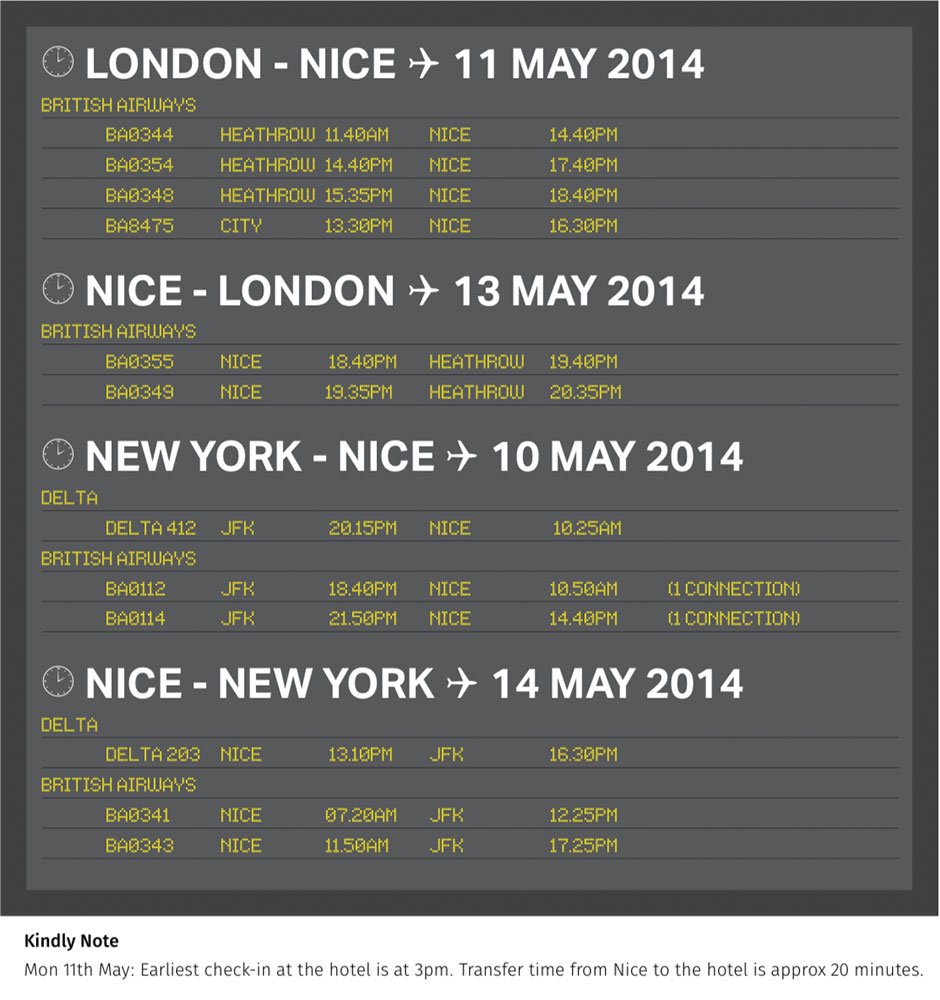 LONDON - NICE 11 MAY 2014
BRITISH AIRWAYS
BA0344 HEATHROW 11.40AM NICE 14.40PM
BA0354 HEATHROW 14.40PM NICE 17.40PM
BA0348 HEATHROW 15.35PM NICE 18.40PM
BA8475 CITY 13.30PM NICE 16.30PM
NICE - LONDON 13 MAY 2014
BRITISH AIRWAYS
BA0355 NICE 18.40PM HEATHROW 19.40PM
BA0349 NICE 19.35PM HEATHROW 20.35PM
NEW YORK - NICE 10 MAY 2014
DELTA
DELTA 412 JFK 20.15PM NICE 10.25AM
BRITISH AIRWAYS
BA0112 JFK 18.40PM NICE 10.50AM (1 CONNECTION)
BA0114 JFK 21.50PM NICE 14.40PM (1 CONNECTION)
NICE - NEW YORK 14 MAY 2014
DELTA
DELTA 203 NICE 13.10PM JFK 16.30PM
BRITISH AIRWAYS
BA0341 NICE 07.20AM JFK 12.25PM
BA0343 NICE 11.50AM JFK 17.25PM
Kindly Note
Mon 11th May: Earliest check-in at the hotel is at 3pm. Transfer time from Nice to the hotel is approx 20 minutes.